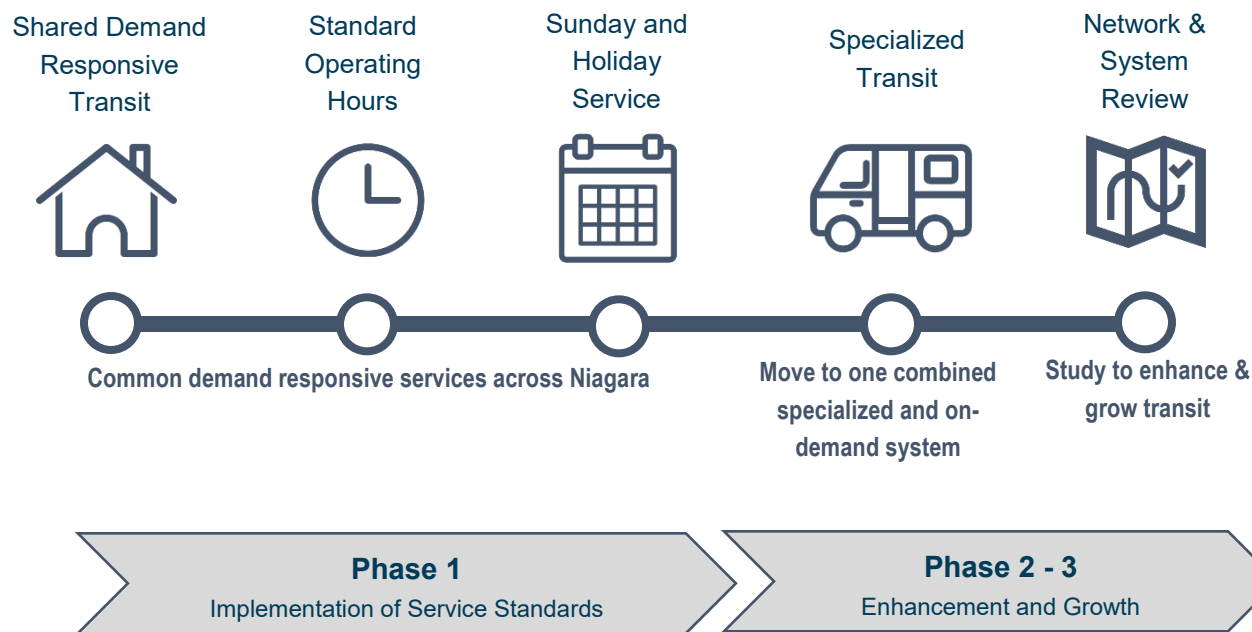 Shared Demand
Responsive
Transit
Standard
Operating
Hours
Sunday and
Holiday
Service
Specialized
Transit
Network &
System
Review
Common demand responsive services across Niagara
Move to one combined
specialized and on-
demand system
Study to enhance &
grow transit
Phase 1
Implementation of Service Standards
Phase 2 - 3
Enhancement and Growth